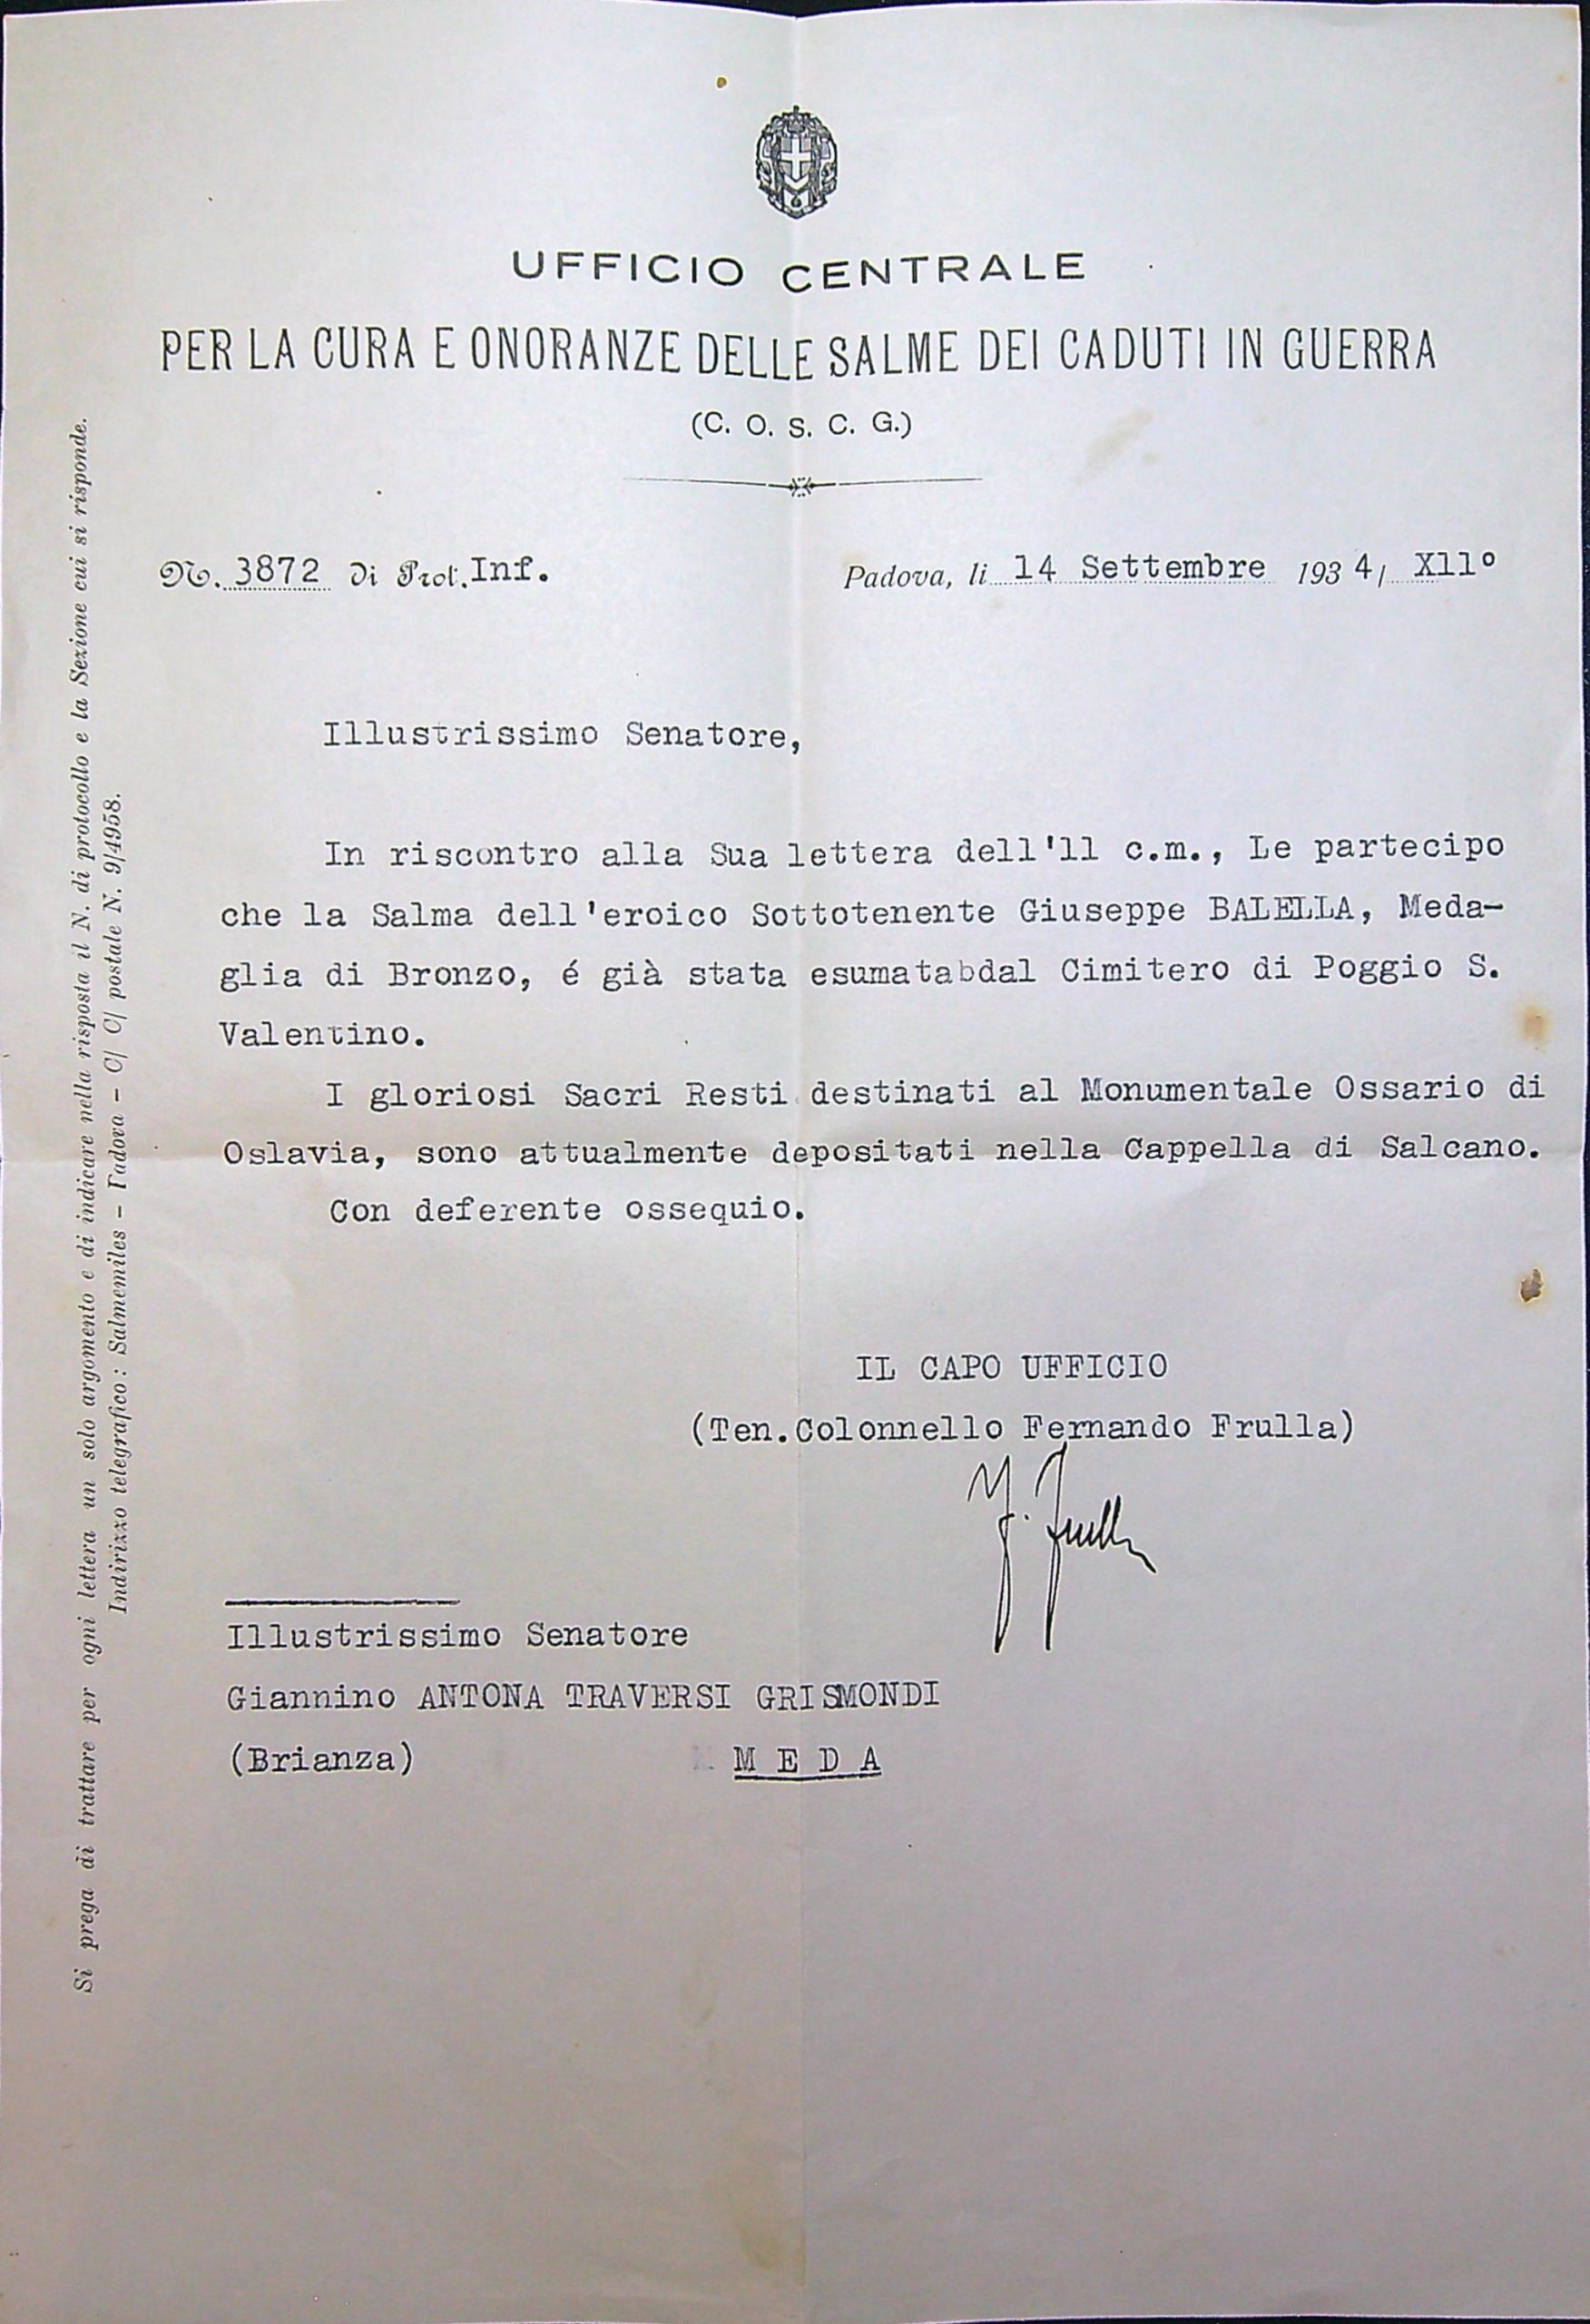 UFFICIO CENTRALE
PER LA CURA E ONORANZE DELLE SALME DEI CADUTI IN GUERRA
(C. O. S. C. G.)
N. 3872 di Prot. Inf.
Padova, li 14 Settembre 1934/ X11°
Illustrissimo Senatore,
In riscontro alla Sua lettera dell'11 c.m., Le partecipo
che la Salma dell'eroico Sottotenente Giuseppe BALELLA, Meda-
glia di Bronzo, é già stata esumatabdal Cimitero di Poggio S.
Valentino.
I gloriosi Sacri Resti destinati al Monumentale Ossario di
Oslavia, sono attualmente depositati nella Cappella di Salcano.
Con deferente ossequio.
IL CAPO UFFICIO
(Ten.Colonnello Fernando Frulla)
F. Frulla
Illustrissimo Senatore
Giannino ANTONA TRAVERSI GRISMONDI
(Brianza) M E D A
Si prega di trattare per ogni lettera un solo argomento e di indicare nella risposta il N. di protocollo e la Sezione cui si risponde.
Indirizzo telegrafico: Salmemiles - Padova - C/ C/ postale N. 9/4958.